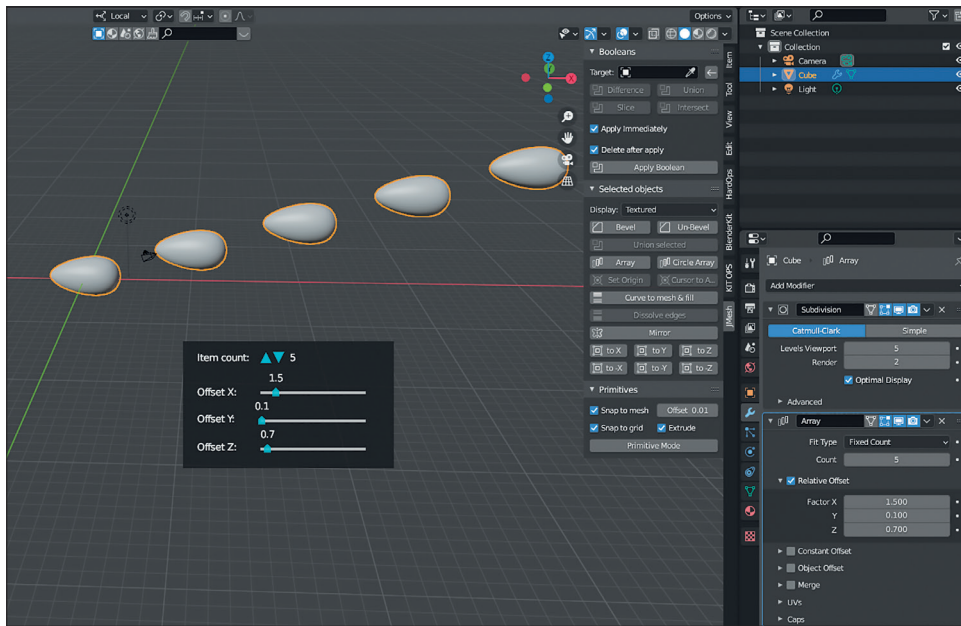 Local
Options
Booleans
Target:
Difference
Union
Slice
Intersect
Apply Immediately
Delete after apply
Apply Boolean
Selected objects
Display: Textured
Bevel
Un-Bevel
Union selected
Array
Circle Array
Set Origin
Cursor to A...
Curve to mesh & fill
Dissolve edges
Mirror
to X
to Y
to Z
to -X
to -Y
to -Z
Primitives
Snap to mesh
Offset 0.01
Snap to grid
Extrude
Primitive Mode
Item
Tool
View
Edit
HardOps
BlenderKit
KIT OPS
JMesh
Z
Y
X
Item count: 5
1.5
Offset X:
0.1
Offset Y:
0.7
Offset Z:
Scene Collection
Collection
Camera
Cube
Light
Cube
Array
Add Modifier
Subdivision
Catmull-Clark
Simple
Levels Viewport 5
Render 2
Optimal Display
Advanced
Array
Fit Type Fixed Count
Count 5
Relative Offset
Factor X 1.500
Y 0.100
Z 0.700
Constant Offset
Object Offset
Merge
UVs
Caps